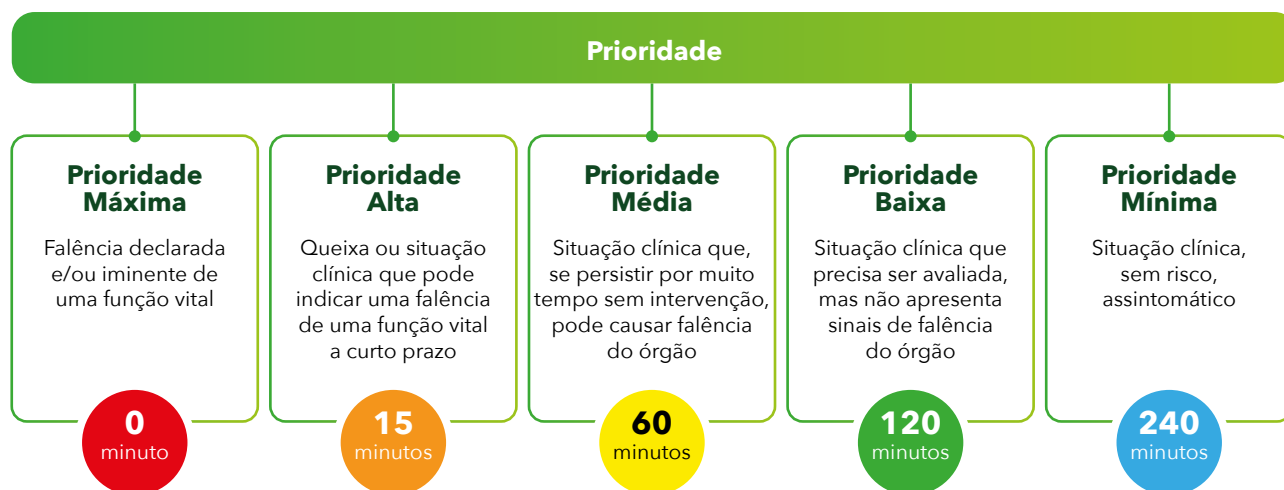 Prioridade
Prioridade
Máxima
Falência declarada
e/ou iminente de
uma função vital
0
minuto
Prioridade
Alta
Queixa ou situação
clínica que pode
indicar uma falência
de uma função vital
a curto prazo
15
minutos
Prioridade
Média
Situação clínica que,
se persistir por muito
tempo sem intervenção,
pode causar falência
do órgão
60
minutos
Prioridade
Baixa
Situação clínica que
precisa ser avaliada,
mas não apresenta
sinais de falência
do órgão
120
minutos
Prioridade
Mínima
Situação clínica,
sem risco,
assintomático
240
minutos